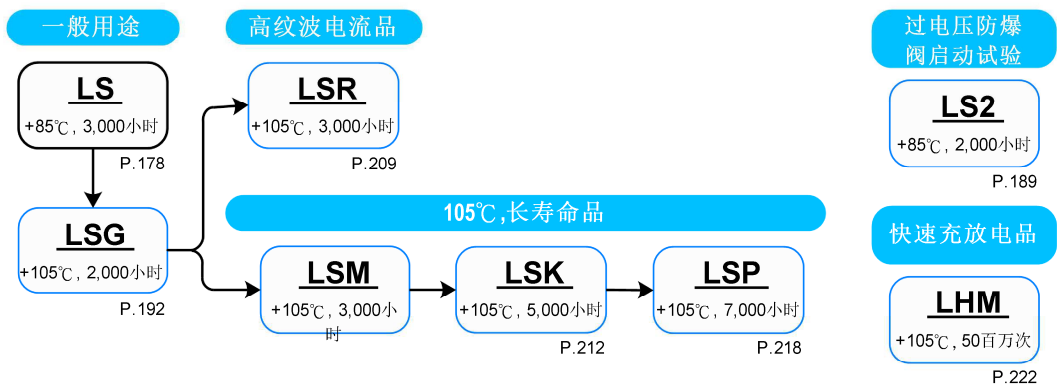 一般用途
LS
+85℃, 3,000小时
P.178
LSG
+105℃, 2,000小时
P.192
高纹波电流品
LSR
+105℃, 3,000小时
P.209
105℃,长寿命品
LSM
+105℃, 3,000小
时
LSK
+105℃, 5,000小时
P.212
LSP
+105℃, 7,000小时
P.218
过电压防爆
阀启动试验
LS2
+85℃, 2,000小时
P.189
快速充放电品
LHM
+105℃, 50百万次
P.222